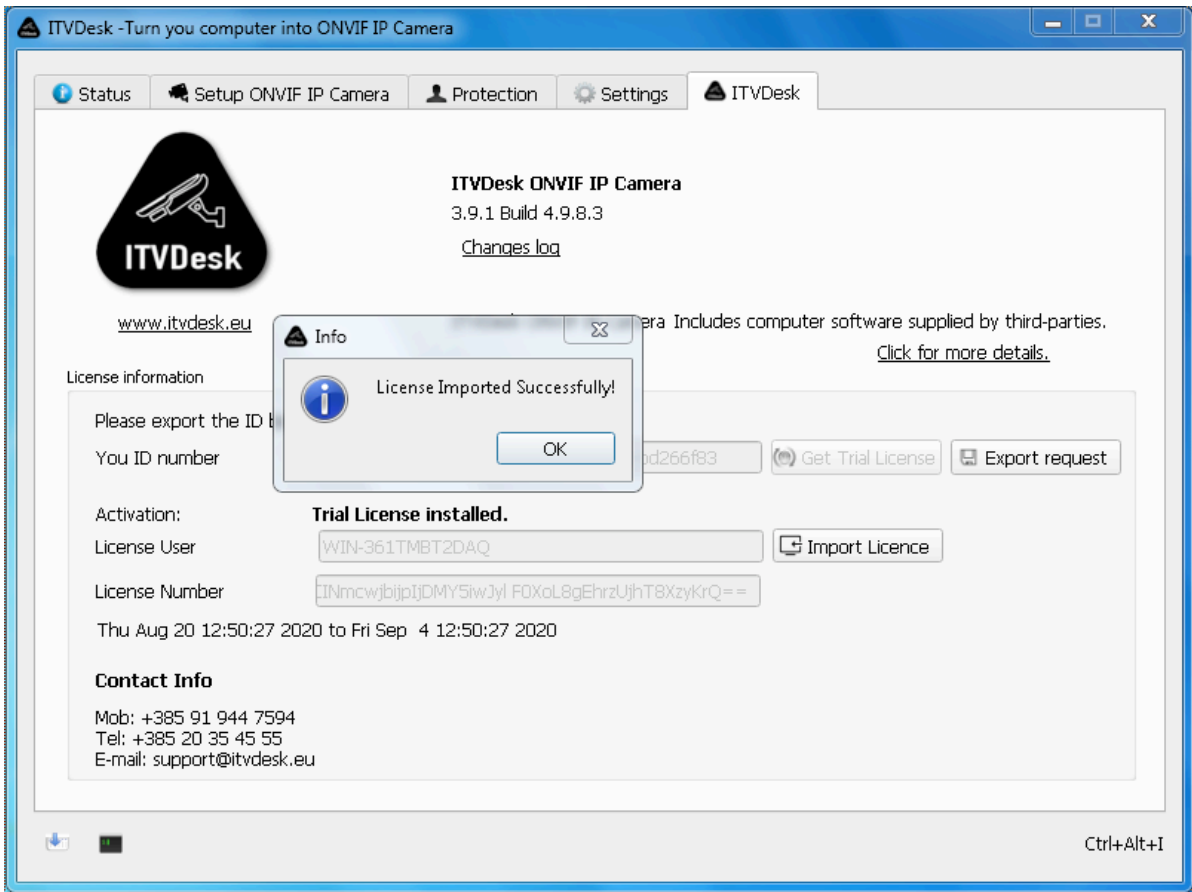 ITVDesk -Turn you computer into ONVIF IP Camera
Status Setup ONVIF IP Camera Protection Settings ITVDesk
ITVDesk
ITVDesk ONVIF IP Camera
3.9.1 Build 4.9.8.3
Changes log
www.itvdesk.eu
era Includes computer software supplied by third-parties.
Click for more details.
Info
License Imported Successfully!
OK
License information
Please export the ID
You ID number
d266f83 Get Trial License Export request
Activation: Trial License installed.
License User WIN-361TMBT2DAQ Import Licence
License Number INmcwjbijpIjDMY5iwJyl F0XoL8gEhrzUjhT8XzyKrQ==
Thu Aug 20 12:50:27 2020 to Fri Sep 4 12:50:27 2020
Contact Info
Mob: +385 91 944 7594
Tel: +385 20 35 45 55
E-mail: support@itvdesk.eu
Ctrl+Alt+I